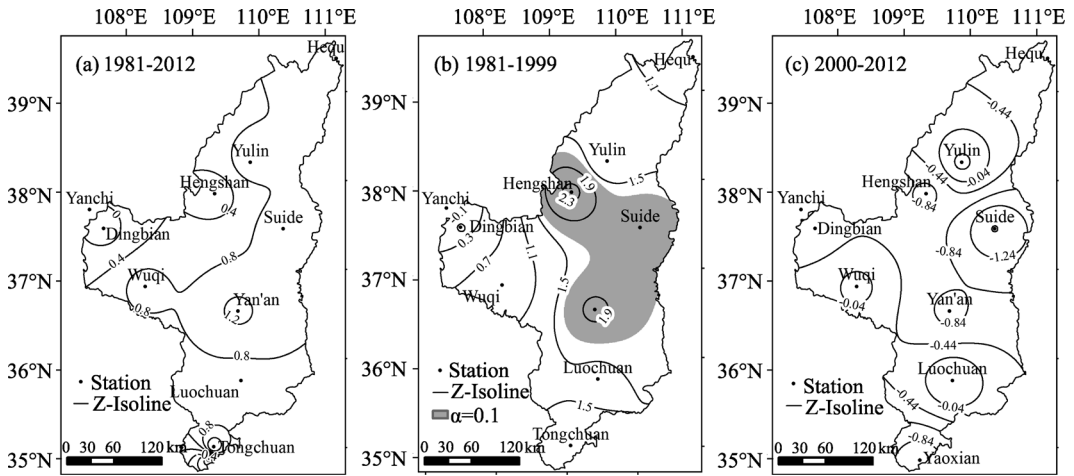 108°E 109°E 110°E 111°E 108°E 109°E 110°E 111°E 108°E 109°E 110°E 111°E
39°N
38°N
37°N
36°N
35°N
(a) 1981-2012
Hequ
Yulin
Hengshan
0.4
Yanchi
0
Dingbian
Suide
0.4
0.8
Wuqi
0.8
Yan'an
1.2
0.8
Station
Luochuan
Z-Isoline
0.8
Tongchuan
0.4
0 30 60 120 km
39°N
38°N
37°N
36°N
35°N
(b) 1981-1999
Hequ
1.1
Yulin
1.5
Hengshan
1.9
2.3
Yanchi
-0.1
Dingbian
Suide
0.3
0.7
1.1
1.5
Wuqi
1.9
Station
Luochuan
Z-Isoline
1.5
α=0.1
Tongchuan
0 30 60 120 km
39°N
38°N
37°N
36°N
35°N
(c) 2000-2012
Hequ
-0.44
Yulin
-0.44
-0.04
Hengshan
-0.84
Yanchi
Dingbian
Suide
-0.84
-1.24
Wuqi
-0.04
Yan'an
-0.84
-0.44
Station
Luochuan
Z-Isoline
-0.44
-0.04
-0.84
Yaoxian
0 30 60 120 km